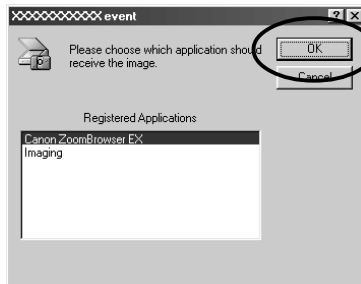 XXXXXXXXXX event
Please choose which application should
receive the image.
OK
Cancel
Registered Applications
Canon ZoomBrowser EX
Imaging